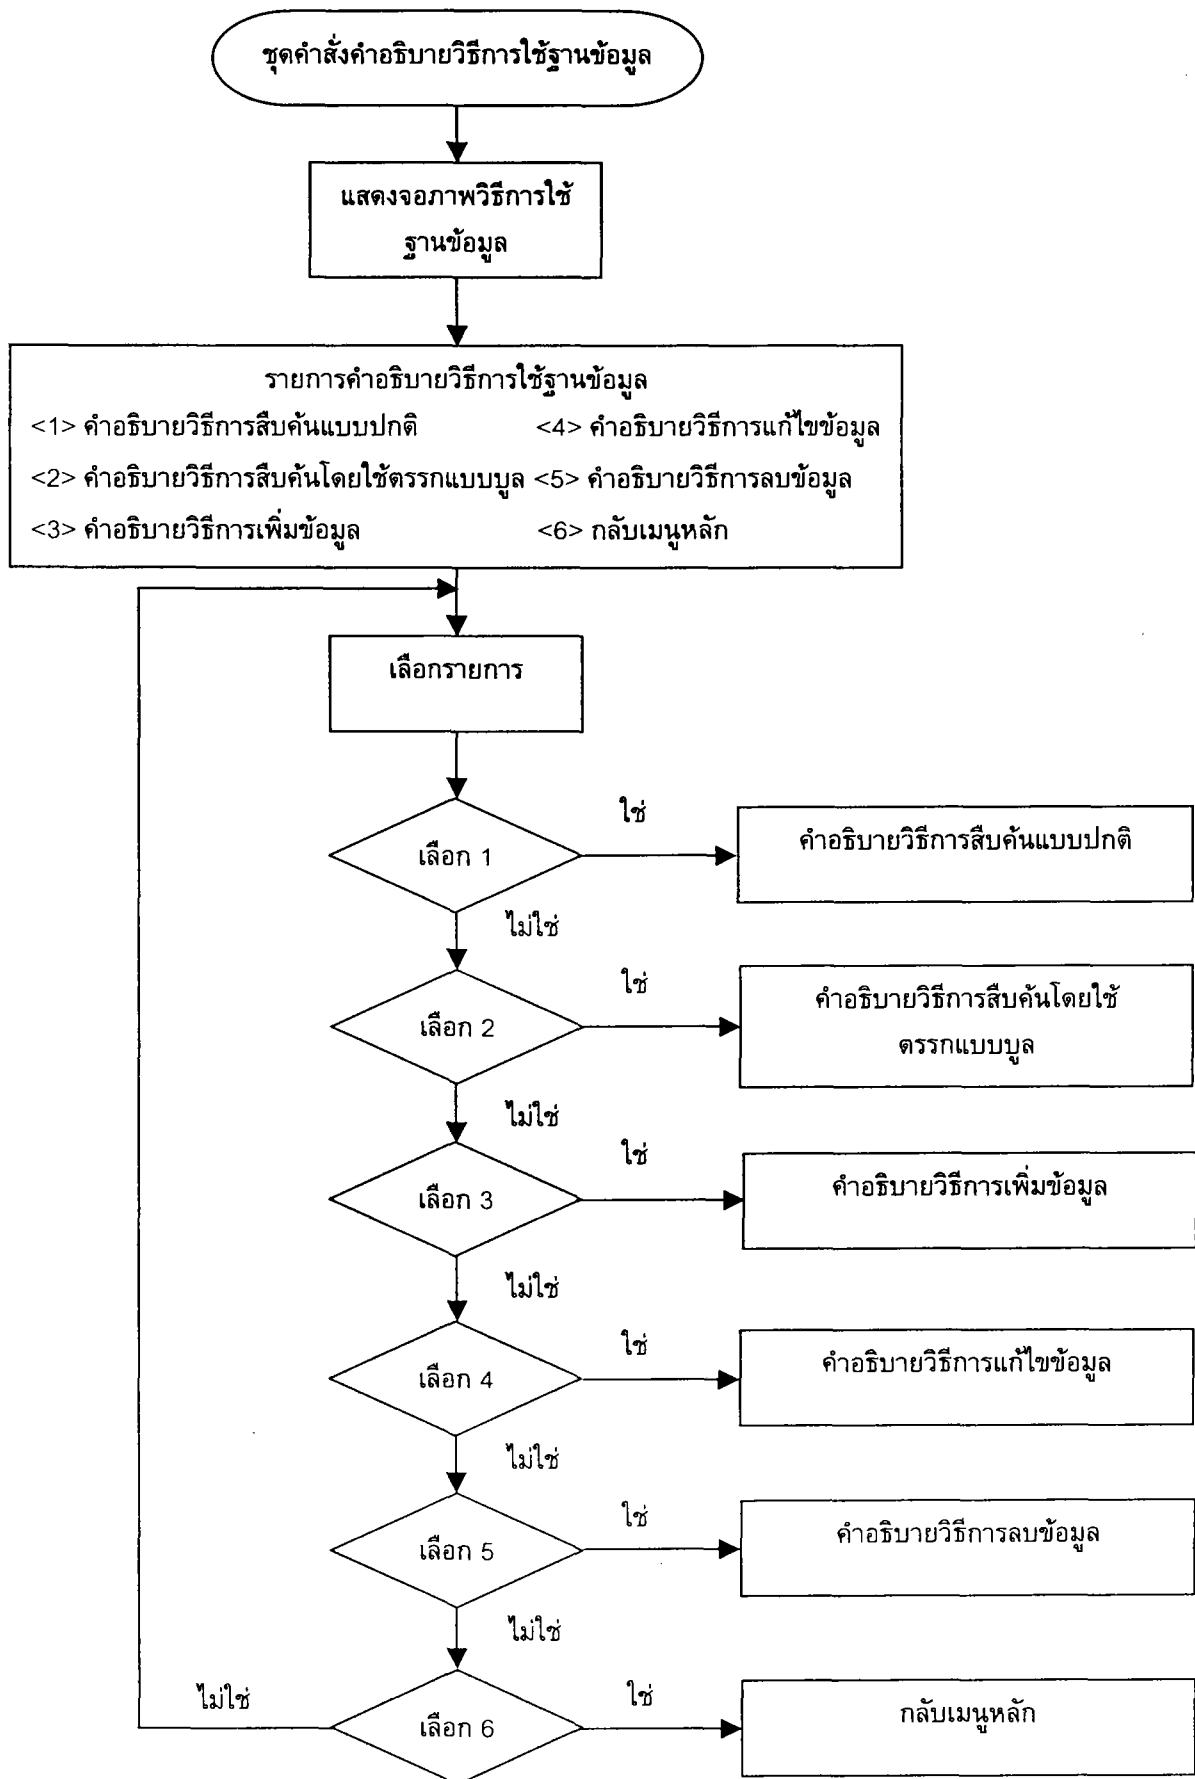 ชุดคำสั่งคำอธิบายวิธีการใช้ฐานข้อมูล
แสดงจอภาพวิธีการใช้
ฐานข้อมูล
รายการคำอธิบายวิธีการใช้ฐานข้อมูล
<1> คำอธิบายวิธีการสืบค้นแบบปกติ <4> คำอธิบายวิธีการแก้ไขข้อมูล
<2> คำอธิบายวิธีการสืบค้นโดยใช้ตรรกแบบบูล <5> คำอธิบายวิธีการลบข้อมูล
<3> คำอธิบายวิธีการเพิ่มข้อมูล <6> กลับเมนูหลัก
เลือกรายการ
เลือก 1
ใช่
คำอธิบายวิธีการสืบค้นแบบปกติ
ไม่ใช่
เลือก 2
ใช่
คำอธิบายวิธีการสืบค้นโดยใช้
ตรรกแบบบูล
ไม่ใช่
เลือก 3
ใช่
คำอธิบายวิธีการเพิ่มข้อมูล
ไม่ใช่
เลือก 4
ใช่
คำอธิบายวิธีการแก้ไขข้อมูล
ไม่ใช่
เลือก 5
ใช่
คำอธิบายวิธีการลบข้อมูล
ไม่ใช่
ไม่ใช่
เลือก 6
ใช่
กลับเมนูหลัก